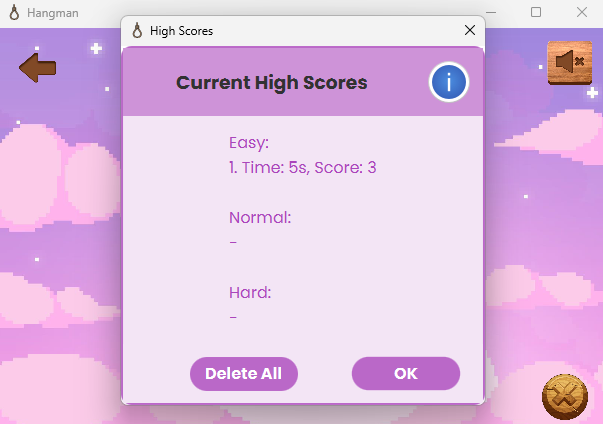 Hangman
High Scores
Current High Scores
i
Easy:
1. Time: 5s, Score: 3
Normal:
-
Hard:
-
Delete All
OK